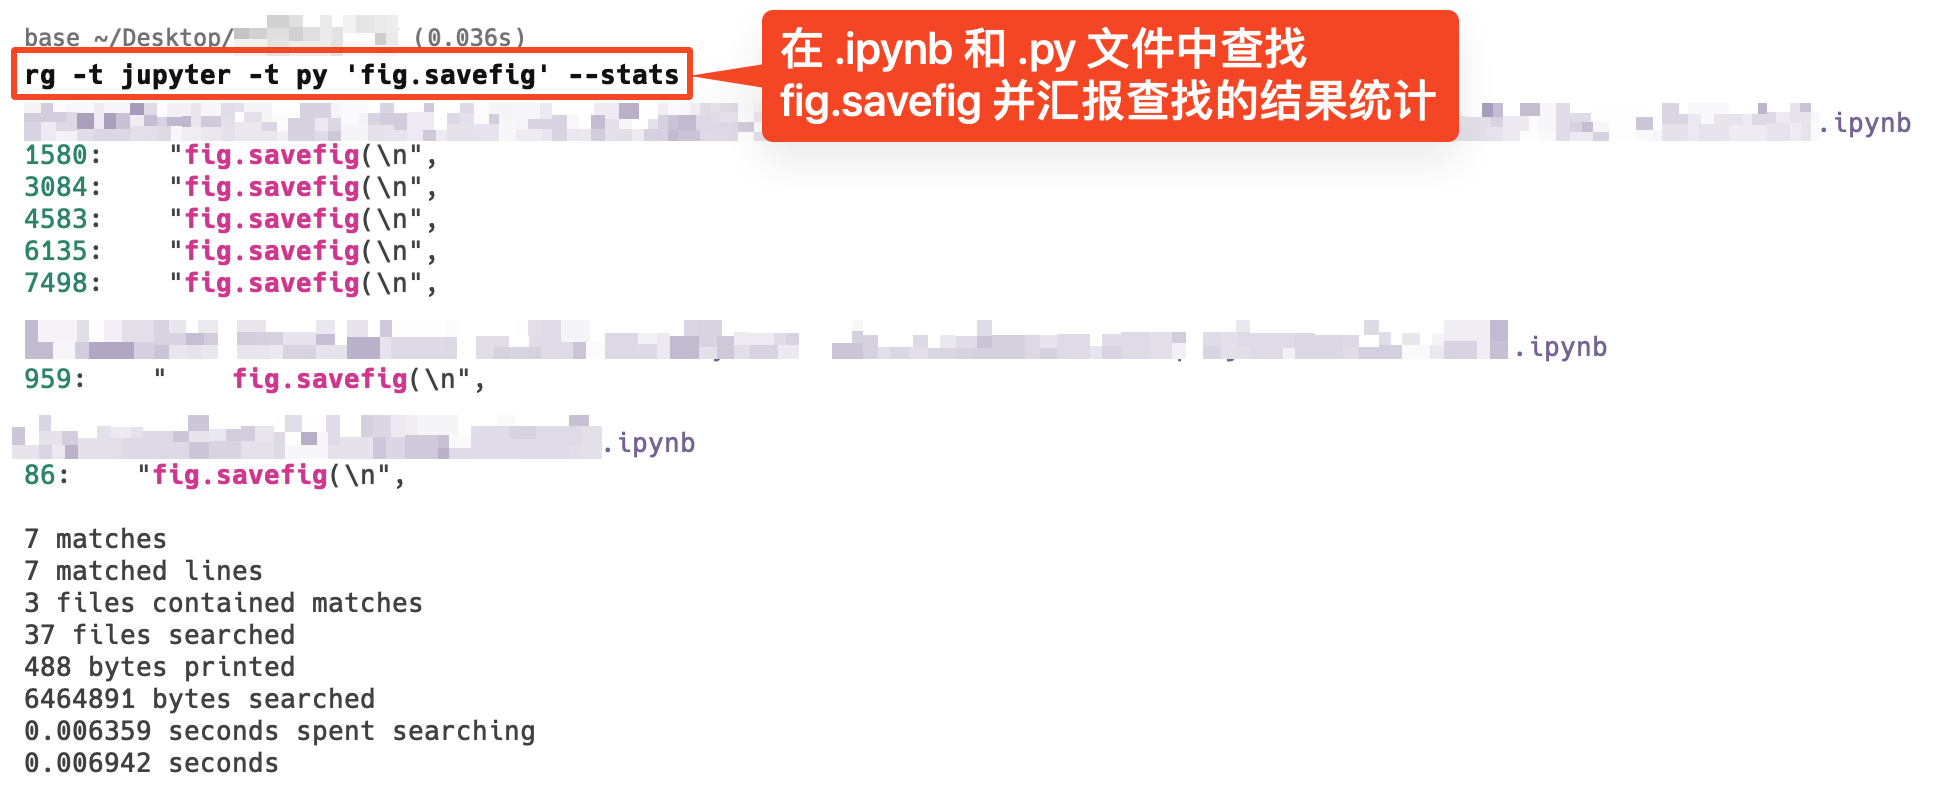 base ~/Desktop/ (0.036s)
rg -t jupyter -t py 'fig.savefig' --stats
在 .ipynb 和 .py 文件中查找
fig.savefig 并汇报查找的结果统计
.ipynb
1580:    "fig.savefig(\n",
3084:    "fig.savefig(\n",
4583:    "fig.savefig(\n",
6135:    "fig.savefig(\n",
7498:    "fig.savefig(\n",
.ipynb
959:    "    fig.savefig(\n",
.ipynb
86:    "fig.savefig(\n",
7 matches
7 matched lines
3 files contained matches
37 files searched
488 bytes printed
6464891 bytes searched
0.006359 seconds spent searching
0.006942 seconds